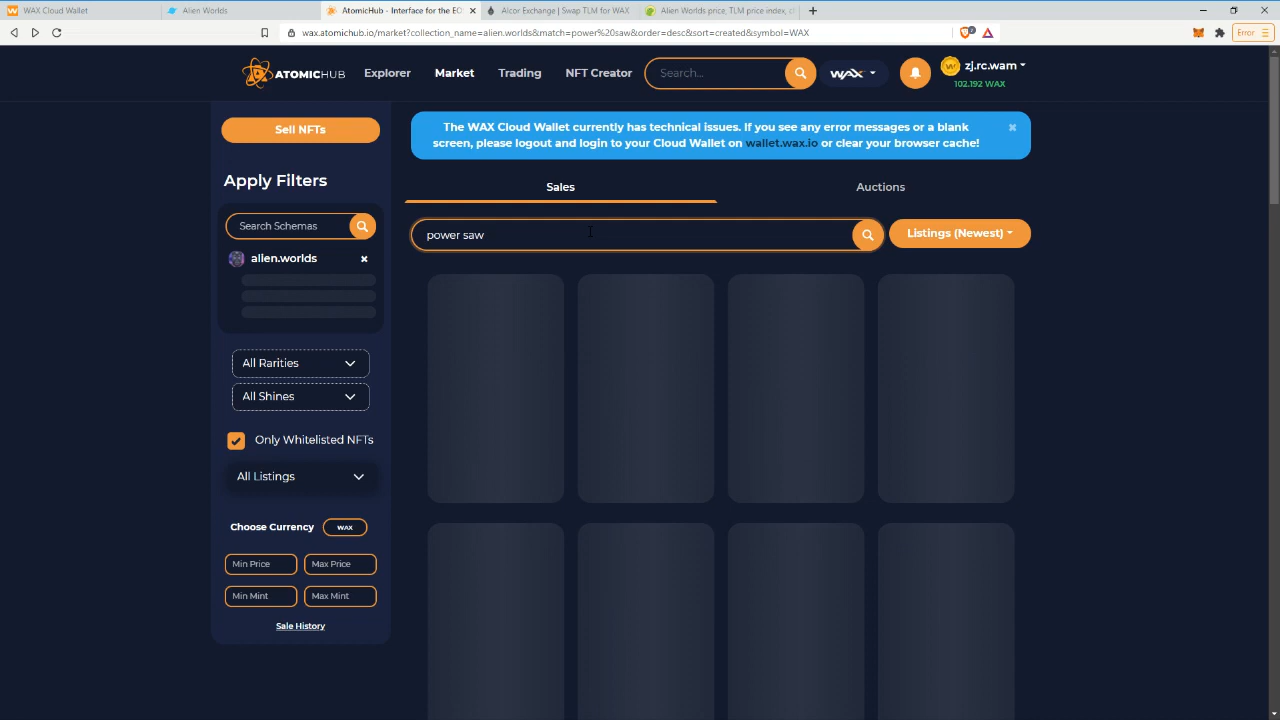 WAX Cloud Wallet
Alien Worlds
AtomicHub - Interface for the EO
Alcor Exchange | Swap TLM for WAX
Alien Worlds price, TLM price index, c
wax.atomichub.io/market?collection_name=alien.worlds&match=power%20saw&order=desc&sort=created&symbol=WAX
Error
ATOMICHUB
Explorer
Market
Trading
NFT Creator
Search...
WAX
zj.rc.wam
102.192 WAX
Sell NFTs
The WAX Cloud Wallet currently has technical issues. If you see any error messages or a blank
screen, please logout and login to your Cloud Wallet on wallet.wax.io or clear your browser cache!
Apply Filters
Sales
Auctions
Search Schemas
power saw
Listings (Newest)
alien.worlds
All Rarities
All Shines
Only Whitelisted NFTs
All Listings
Choose Currency
WAX
Min Price
Max Price
Min Mint
Max Mint
Sale History